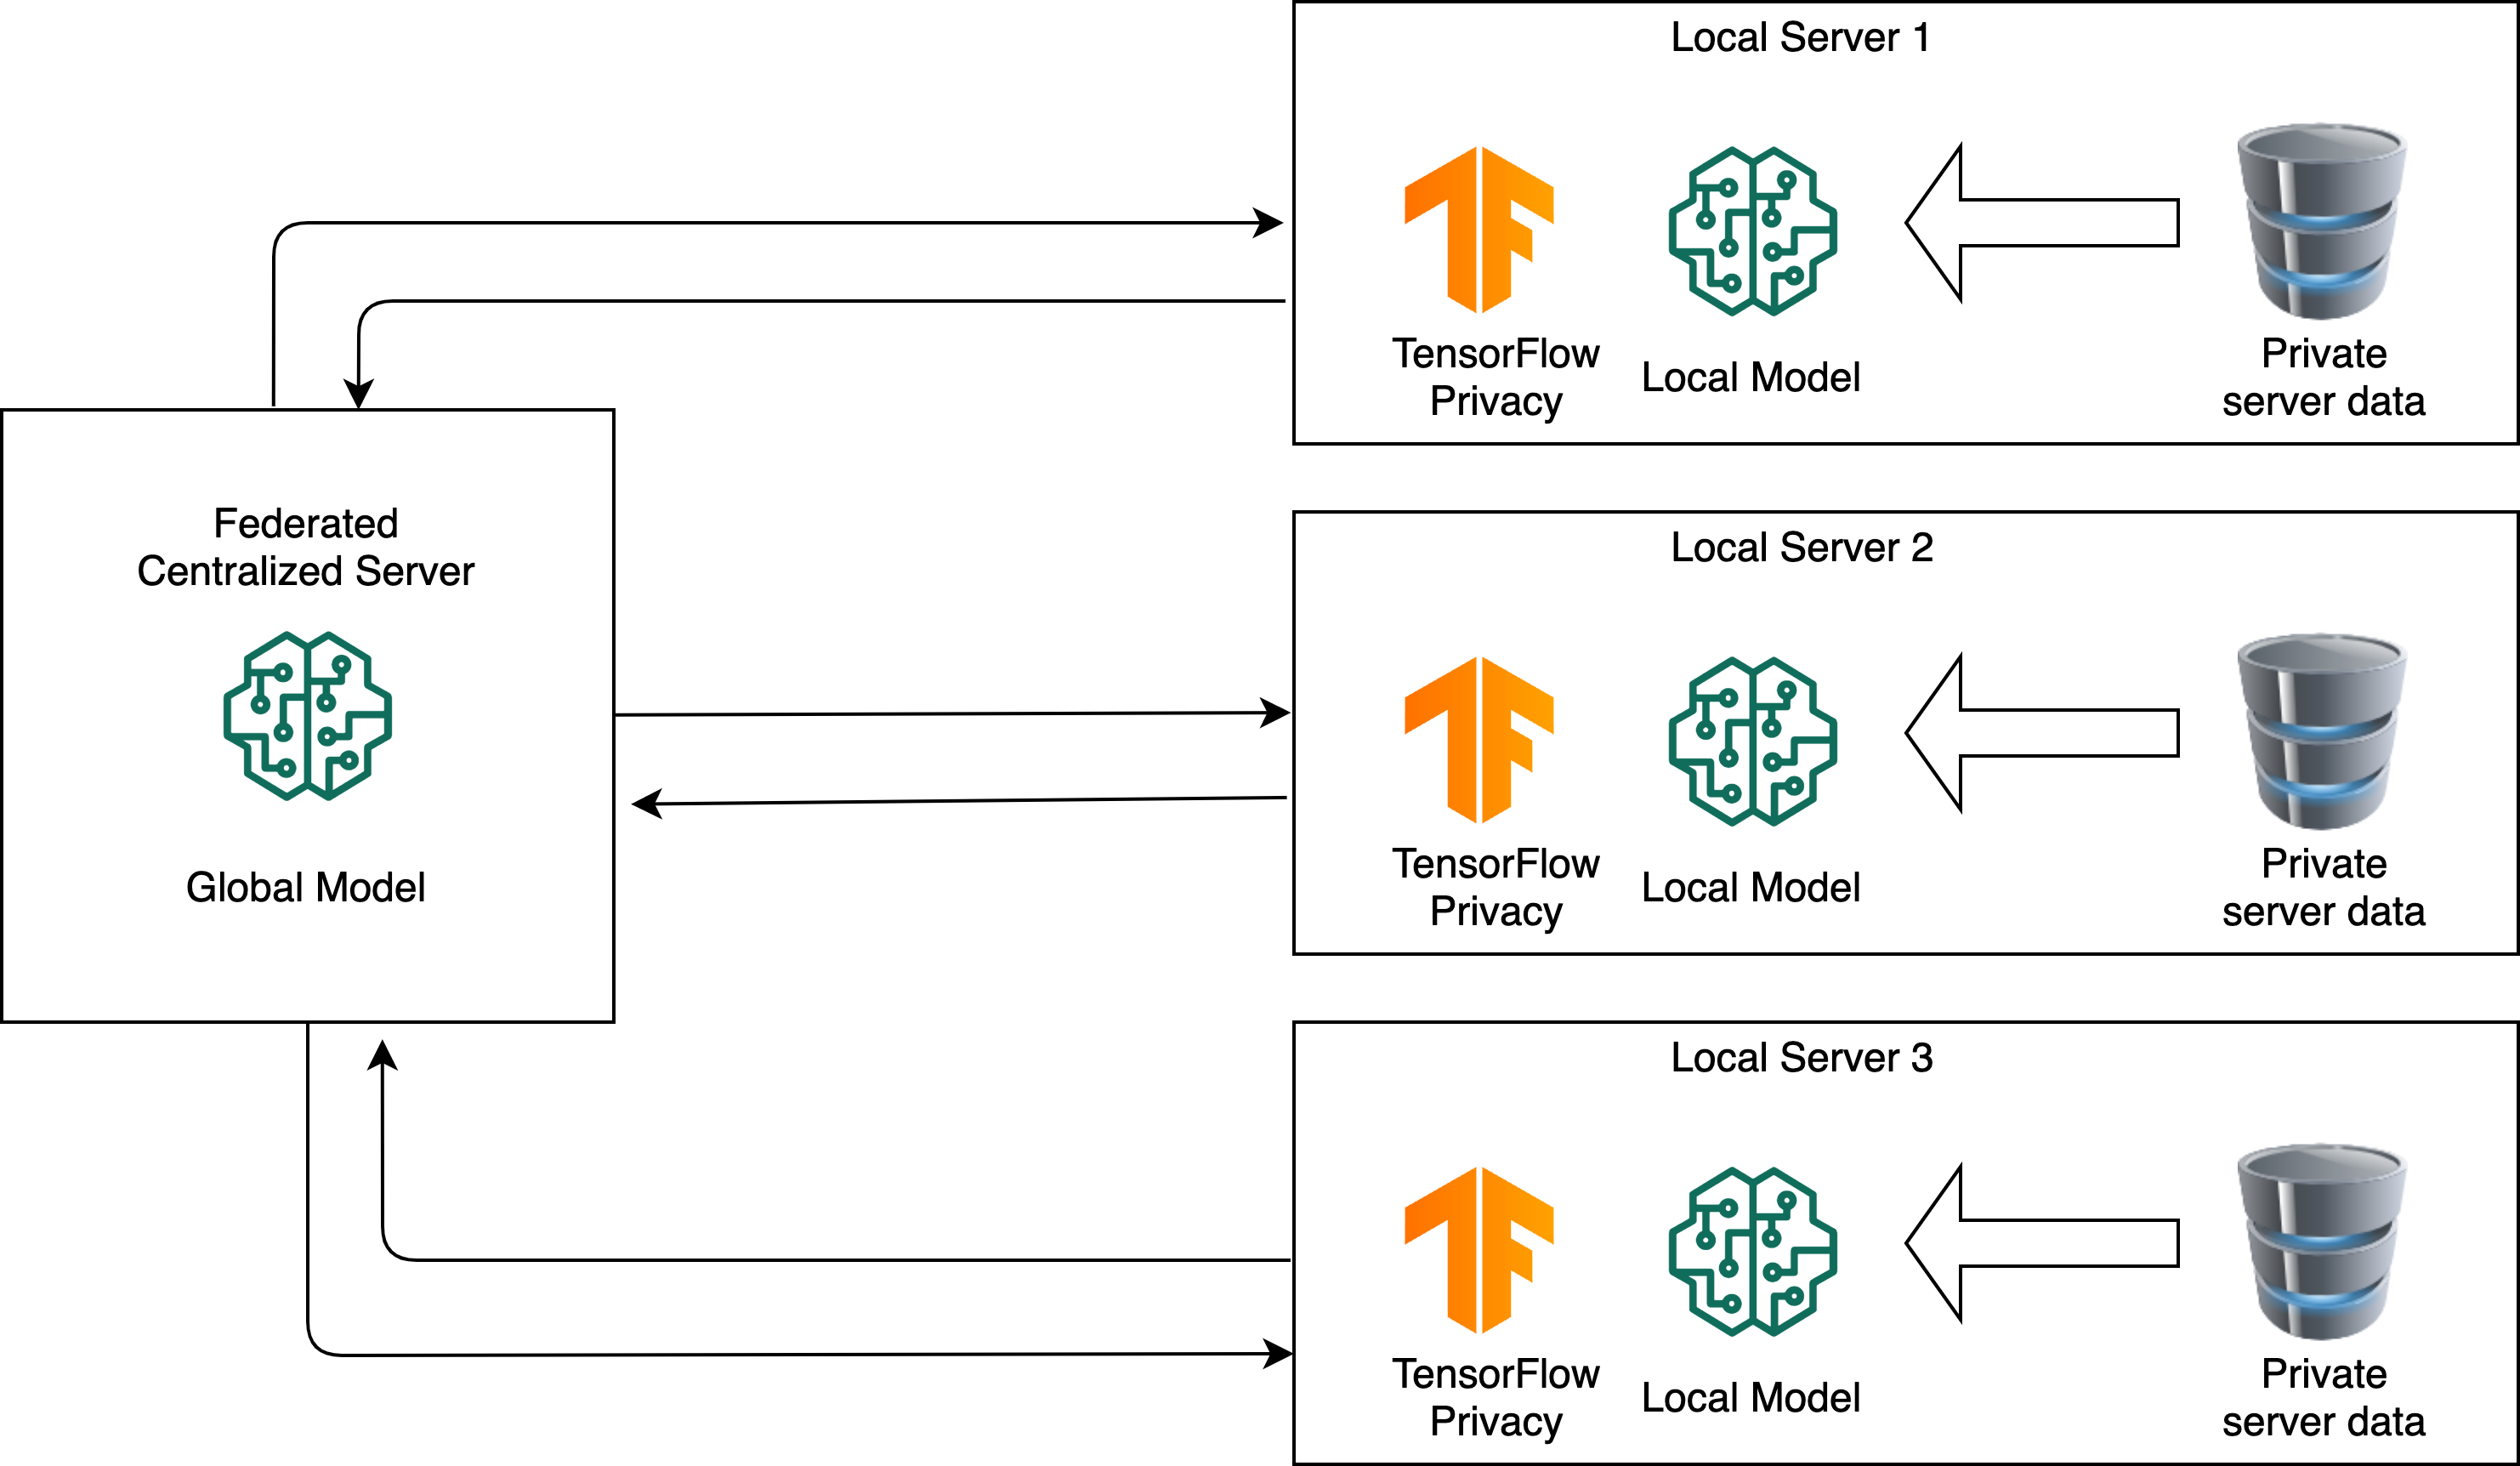 Local Server 1
TensorFlow
Privacy
Local Model
Private
server data
Federated
Centralized Server
Global Model
Local Server 2
TensorFlow
Privacy
Local Model
Private
server data
Local Server 3
TensorFlow
Privacy
Local Model
Private
server data